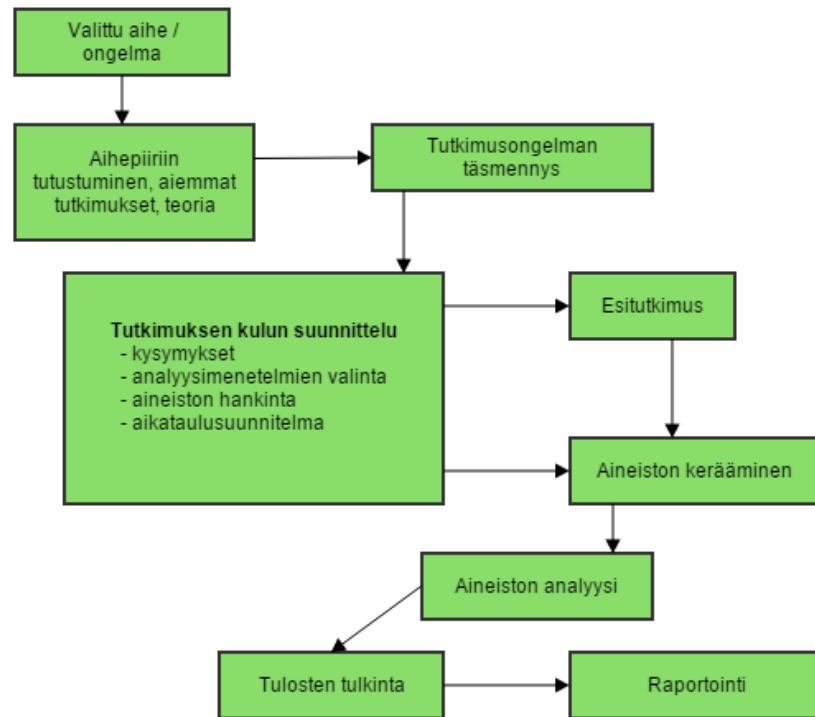 Valittu aihe /
ongelma
Aihepiiriin
tutustuminen, aiemmat
tutkimukset, teoria
Tutkimusongelman
täsmennys
Tutkimuksen kulun suunnittelu
- kysymykset
- analyysimenetelmien valinta
- aineiston hankinta
- aikataulusuunnitelma
Esitutkimus
Aineiston kerääminen
Aineiston analyysi
Tulosten tulkinta
Raportointi